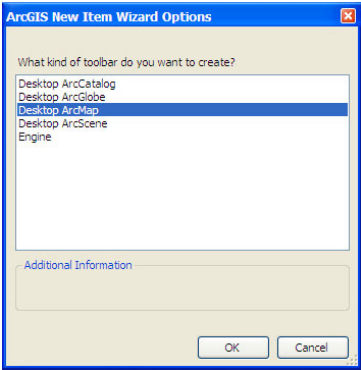 ArcGIS New Item Wizard Options
What kind of toolbar do you want to create?
Desktop ArcCatalog
Desktop ArcGlobe
Desktop ArcMap
Desktop ArcScene
Engine
Additional Information
OK Cancel